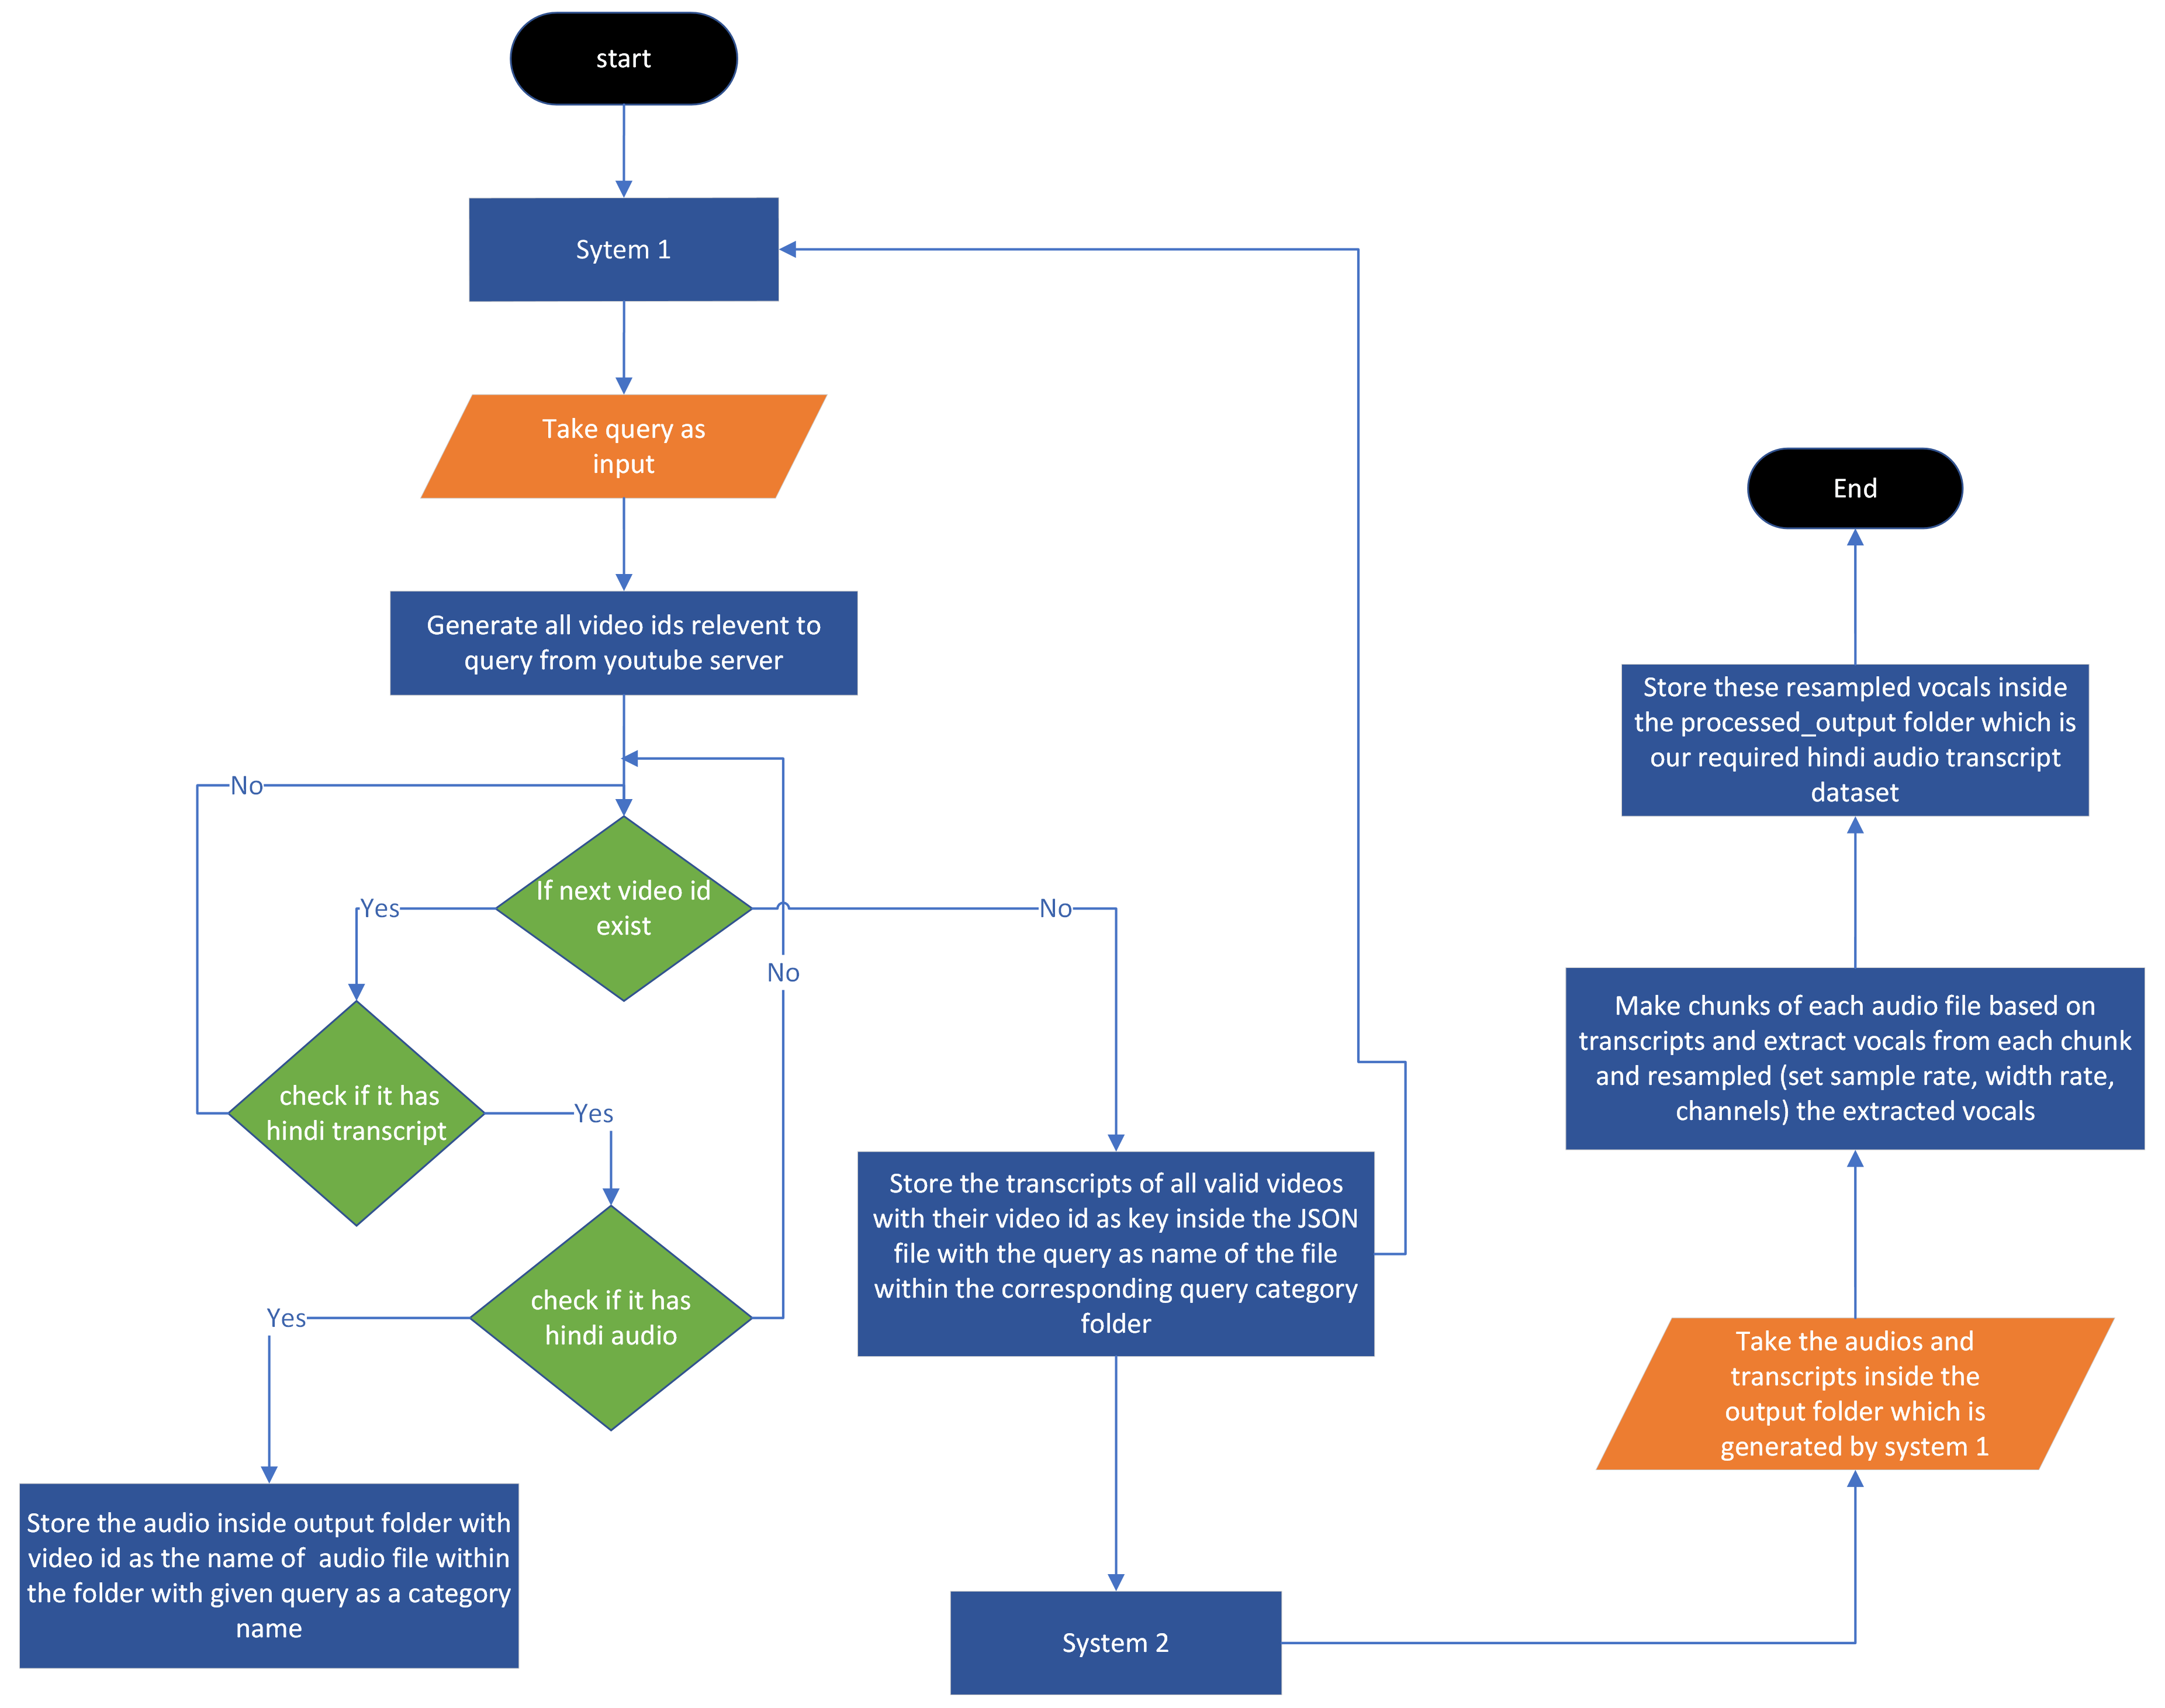 start
Sytem 1
Take query as
input
Generate all video ids relevent to
query from youtube server
No
If next video id
exist
Yes
No
No
check if it has
hindi transcript
Yes
check if it has
hindi audio
Yes
Store the audio inside output folder with
video id as the name of  audio file within
the folder with given query as a category
name
Store the transcripts of all valid videos
with their video id as key inside the JSON
file with the query as name of the file
within the corresponding query category
folder
System 2
Take the audios and
transcripts inside the
output folder which is
generated by system 1
Make chunks of each audio file based on
transcripts and extract vocals from each chunk
and resampled (set sample rate, width rate,
channels) the extracted vocals
Store these resampled vocals inside
the processed_output folder which is
our required hindi audio transcript
dataset
End